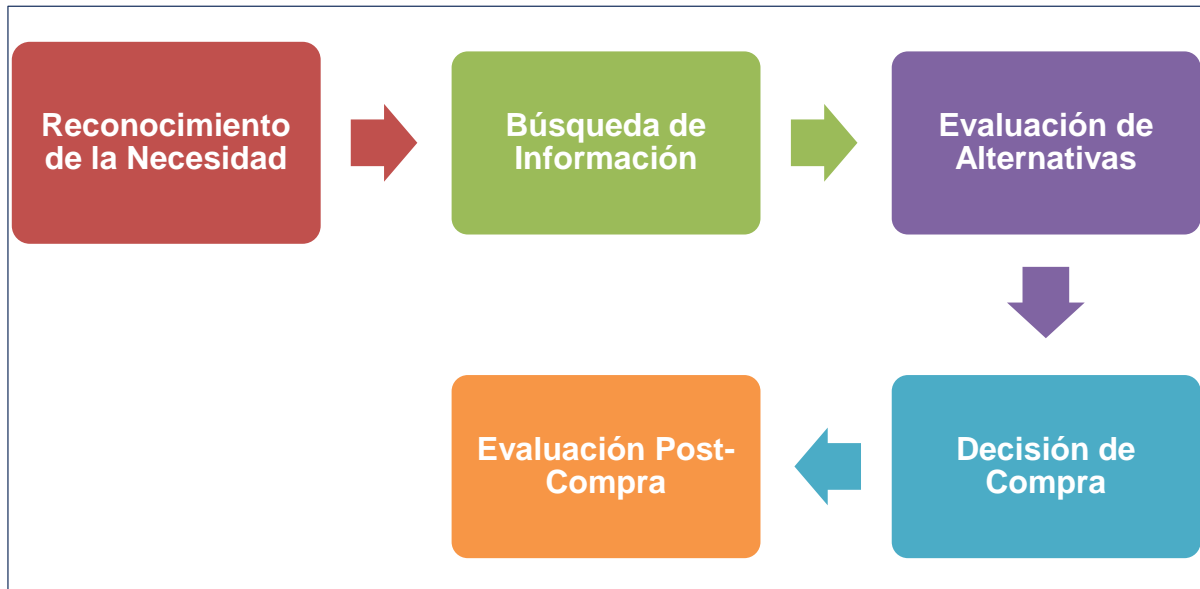 Reconocimiento
de la Necesidad
Búsqueda de
Información
Evaluación de
Alternativas
Decisión de
Compra
Evaluación Post-
Compra